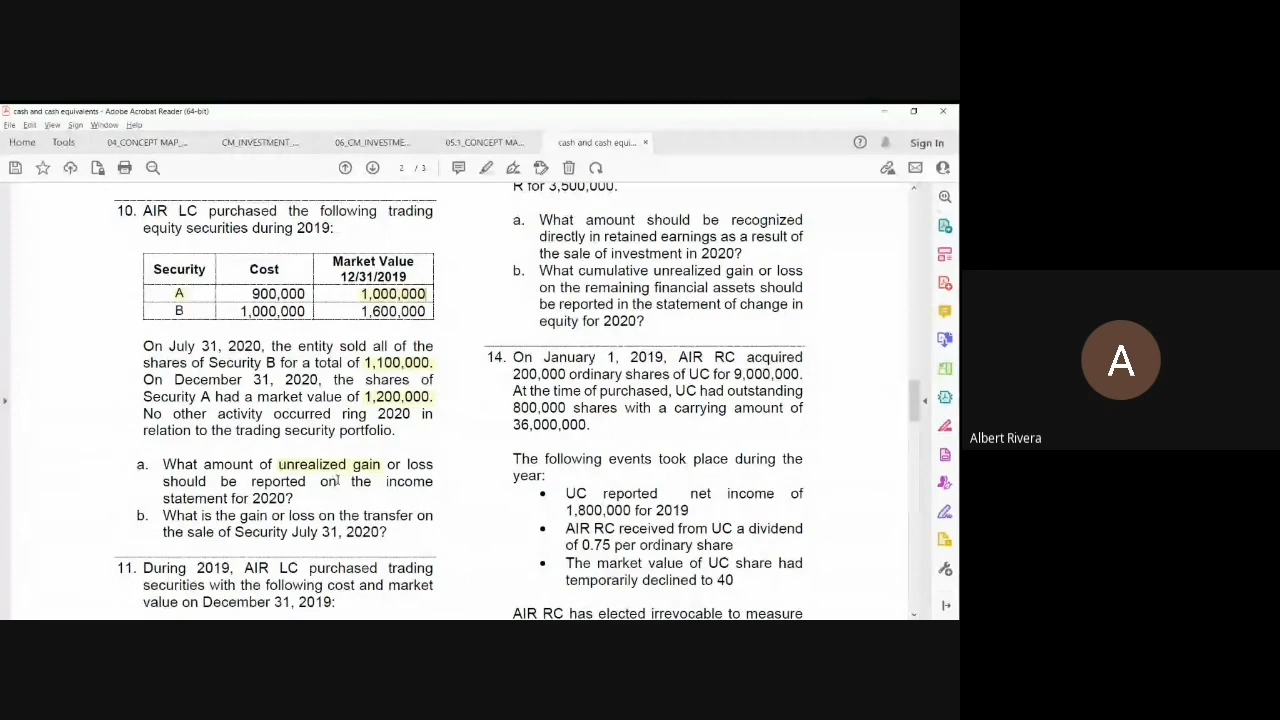 cash and cash equivalents - Adobe Acrobat Reader (64-bit)
File Edit View Sign Window Help
Home Tools 04_CONCEPT MAP_... CM_INVESTMENT.... 06_CM_INVESTME... 05.1_CONCEPT MA... cash and cash equi... × Sign In
2 / 3
10. AIR LC purchased the following trading
equity securities during 2019:
Security Cost Market Value
12/31/2019
A 900,000 1,000,000
B 1,000,000 1,600,000
On July 31, 2020, the entity sold all of the
shares of Security B for a total of 1,100,000.
On December 31, 2020, the shares of
Security A had a market value of 1,200,000.
No other activity occurred ring 2020 in
relation to the trading security portfolio.
a. What amount of unrealized gain or loss
should be reported on the income
statement for 2020?
b. What is the gain or loss on the transfer on
the sale of Security July 31, 2020?
11. During 2019, AIR LC purchased trading
securities with the following cost and market
value on December 31, 2019:
R for 3,500,000.
a. What amount should be recognized
directly in retained earnings as a result of
the sale of investment in 2020?
b. What cumulative unrealized gain or loss
on the remaining financial assets should
be reported in the statement of change in
equity for 2020?
14. On January 1, 2019, AIR RC acquired
200,000 ordinary shares of UC for 9,000,000.
At the time of purchased, UC had outstanding
800,000 shares with a carrying amount of
36,000,000.
The following events took place during the
year:
• UC reported net income of
1,800,000 for 2019
• AIR RC received from UC a dividend
of 0.75 per ordinary share
• The market value of UC share had
temporarily declined to 40
AIR RC has elected irrevocable to measure
A
Albert Rivera